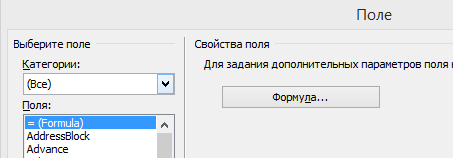 Поле
Выберите поле
Категории:
(Все)
Поля:
= (Formula)
AddressBlock
Advance
Свойства поля
Для задания дополнительных параметров поля
Формула...